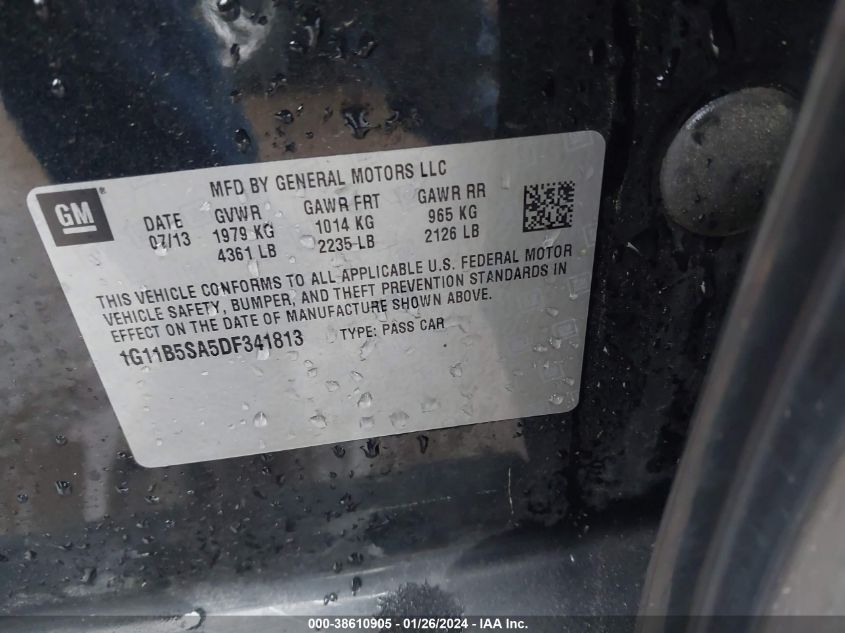 MFD BY GENERAL MOTORS LLC
GM
DATE GVWR GAWR FRT GAWR RR
07/13 1979 KG 1014 KG 965 KG
4361 LB 2235 LB 2126 LB
THIS VEHICLE CONFORMS TO ALL APPLICABLE U.S. FEDERAL MOTOR
VEHICLE SAFETY, BUMPER, AND THEFT PREVENTION STANDARDS IN
EFFECT ON THE DATE OF MANUFACTURE SHOWN ABOVE.
1G11B5SA5DF341813 TYPE: PASS CAR
000-38610905 - 01/26/2024 - IAA Inc.